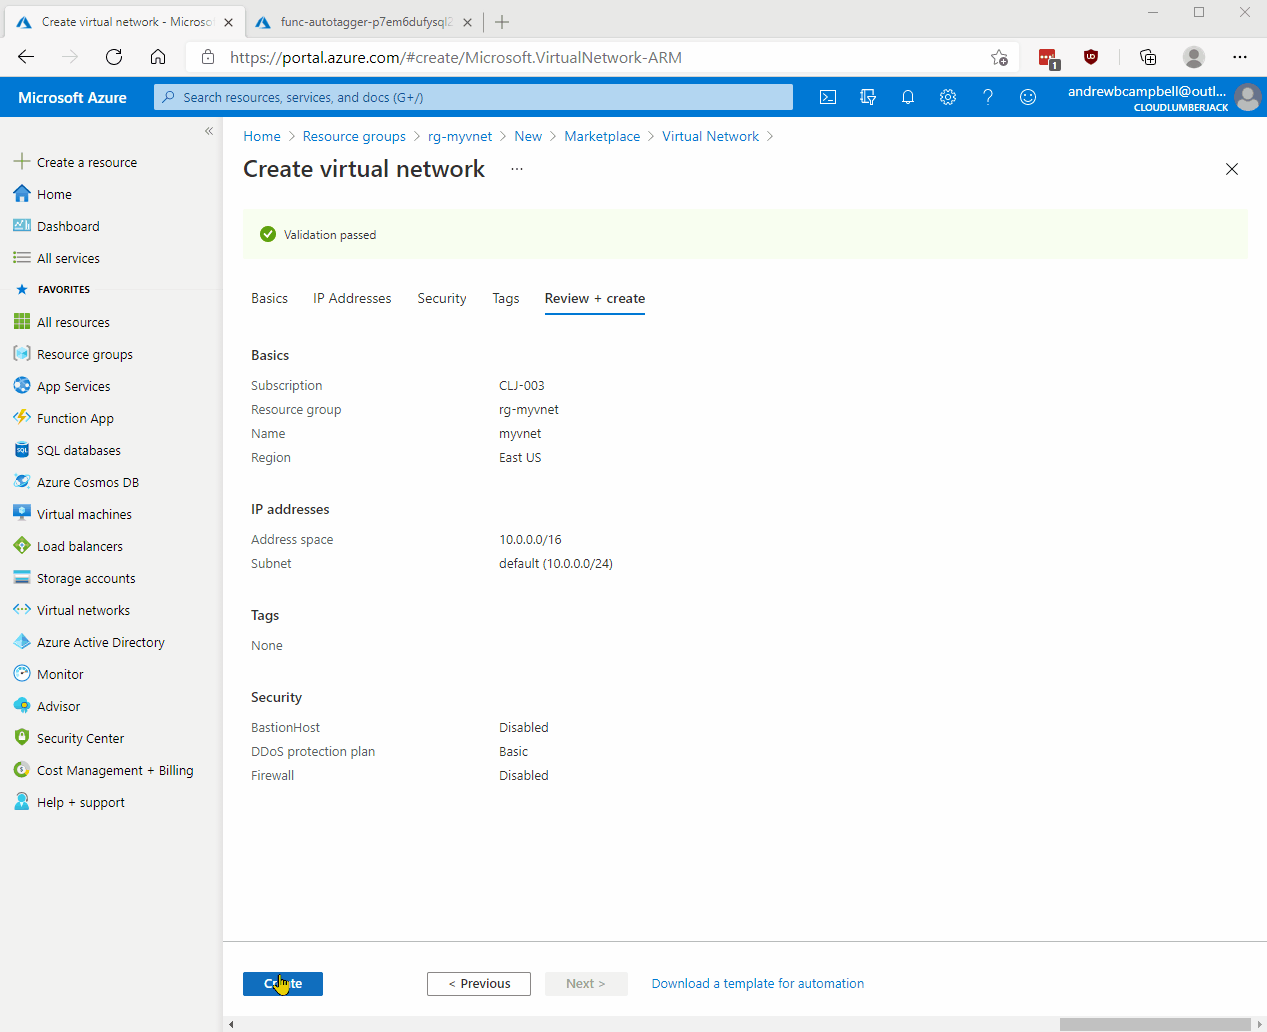 Create virtual network - Microso
func-autotagger-p7em6dufysql2
https://portal.azure.com/#create/Microsoft.VirtualNetwork-ARM
1
Microsoft Azure
Search resources, services, and docs (G+/)
andrewbcampbell@outl...
CLOUDLUMBERJACK
Home > Resource groups > rg-myvnet > New > Marketplace > Virtual Network >
Create virtual network ...
Create a resource
Home
Dashboard
All services
FAVORITES
All resources
Resource groups
App Services
Function App
SQL databases
Azure Cosmos DB
Virtual machines
Load balancers
Storage accounts
Virtual networks
Azure Active Directory
Monitor
Advisor
Security Center
Cost Management + Billing
Help + support
Validation passed
Basics IP Addresses Security Tags Review + create
Basics
Subscription CLJ-003
Resource group rg-myvnet
Name myvnet
Region East US
IP addresses
Address space 10.0.0.0/16
Subnet default (10.0.0.0/24)
Tags
None
Security
BastionHost Disabled
DDoS protection plan Basic
Firewall Disabled
< Previous Next > Download a template for automation